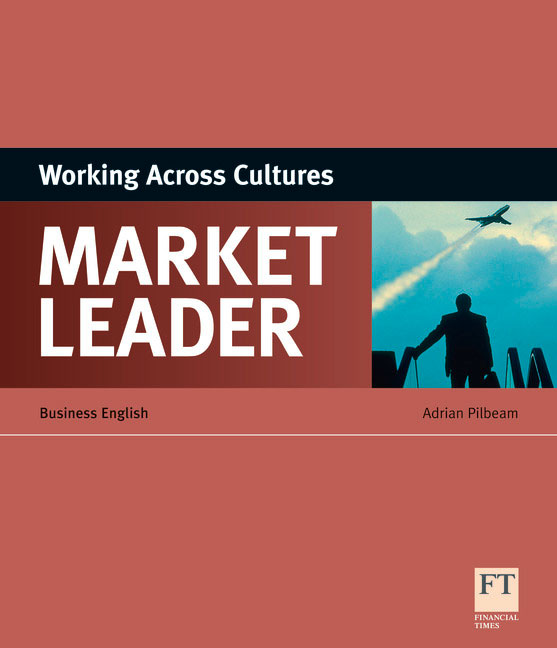 Working Across Cultures
MARKET
LEADER
Business English
Adrian Pilbeam
FT
FINANCIAL
TIMES